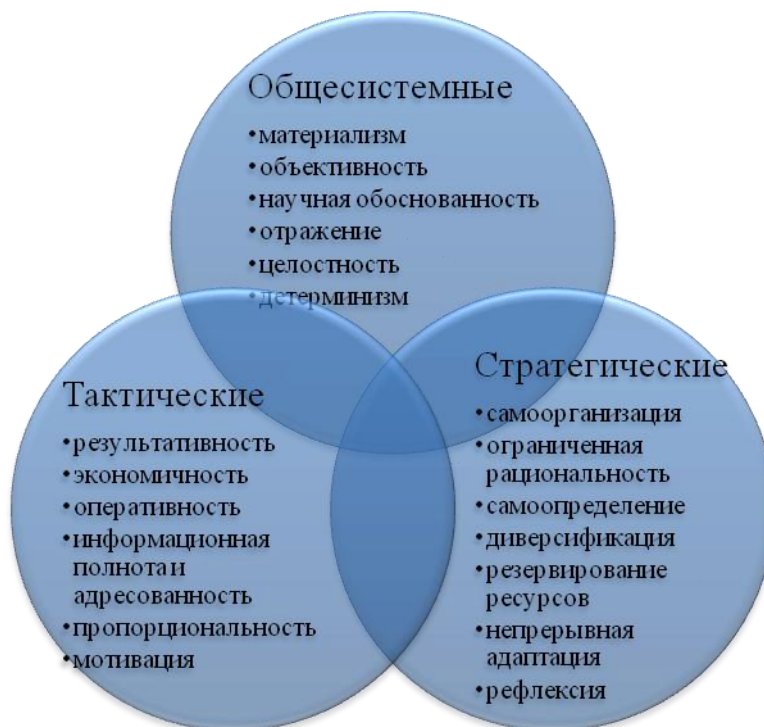 Общесистемные
•материализм
•объективность
•научная обоснованность
•отражение
•целостность
•детерминизм
Тактические
•результативность
•экономичность
•оперативность
•информационная
полнота и
адресованность
•пропорциональность
•мотивация
Стратегические
•самоорганизация
•ограниченная
рациональность
•самоопределение
•диверсификация
•резервирование
ресурсов
•непрерывная
адаптация
•рефлексия